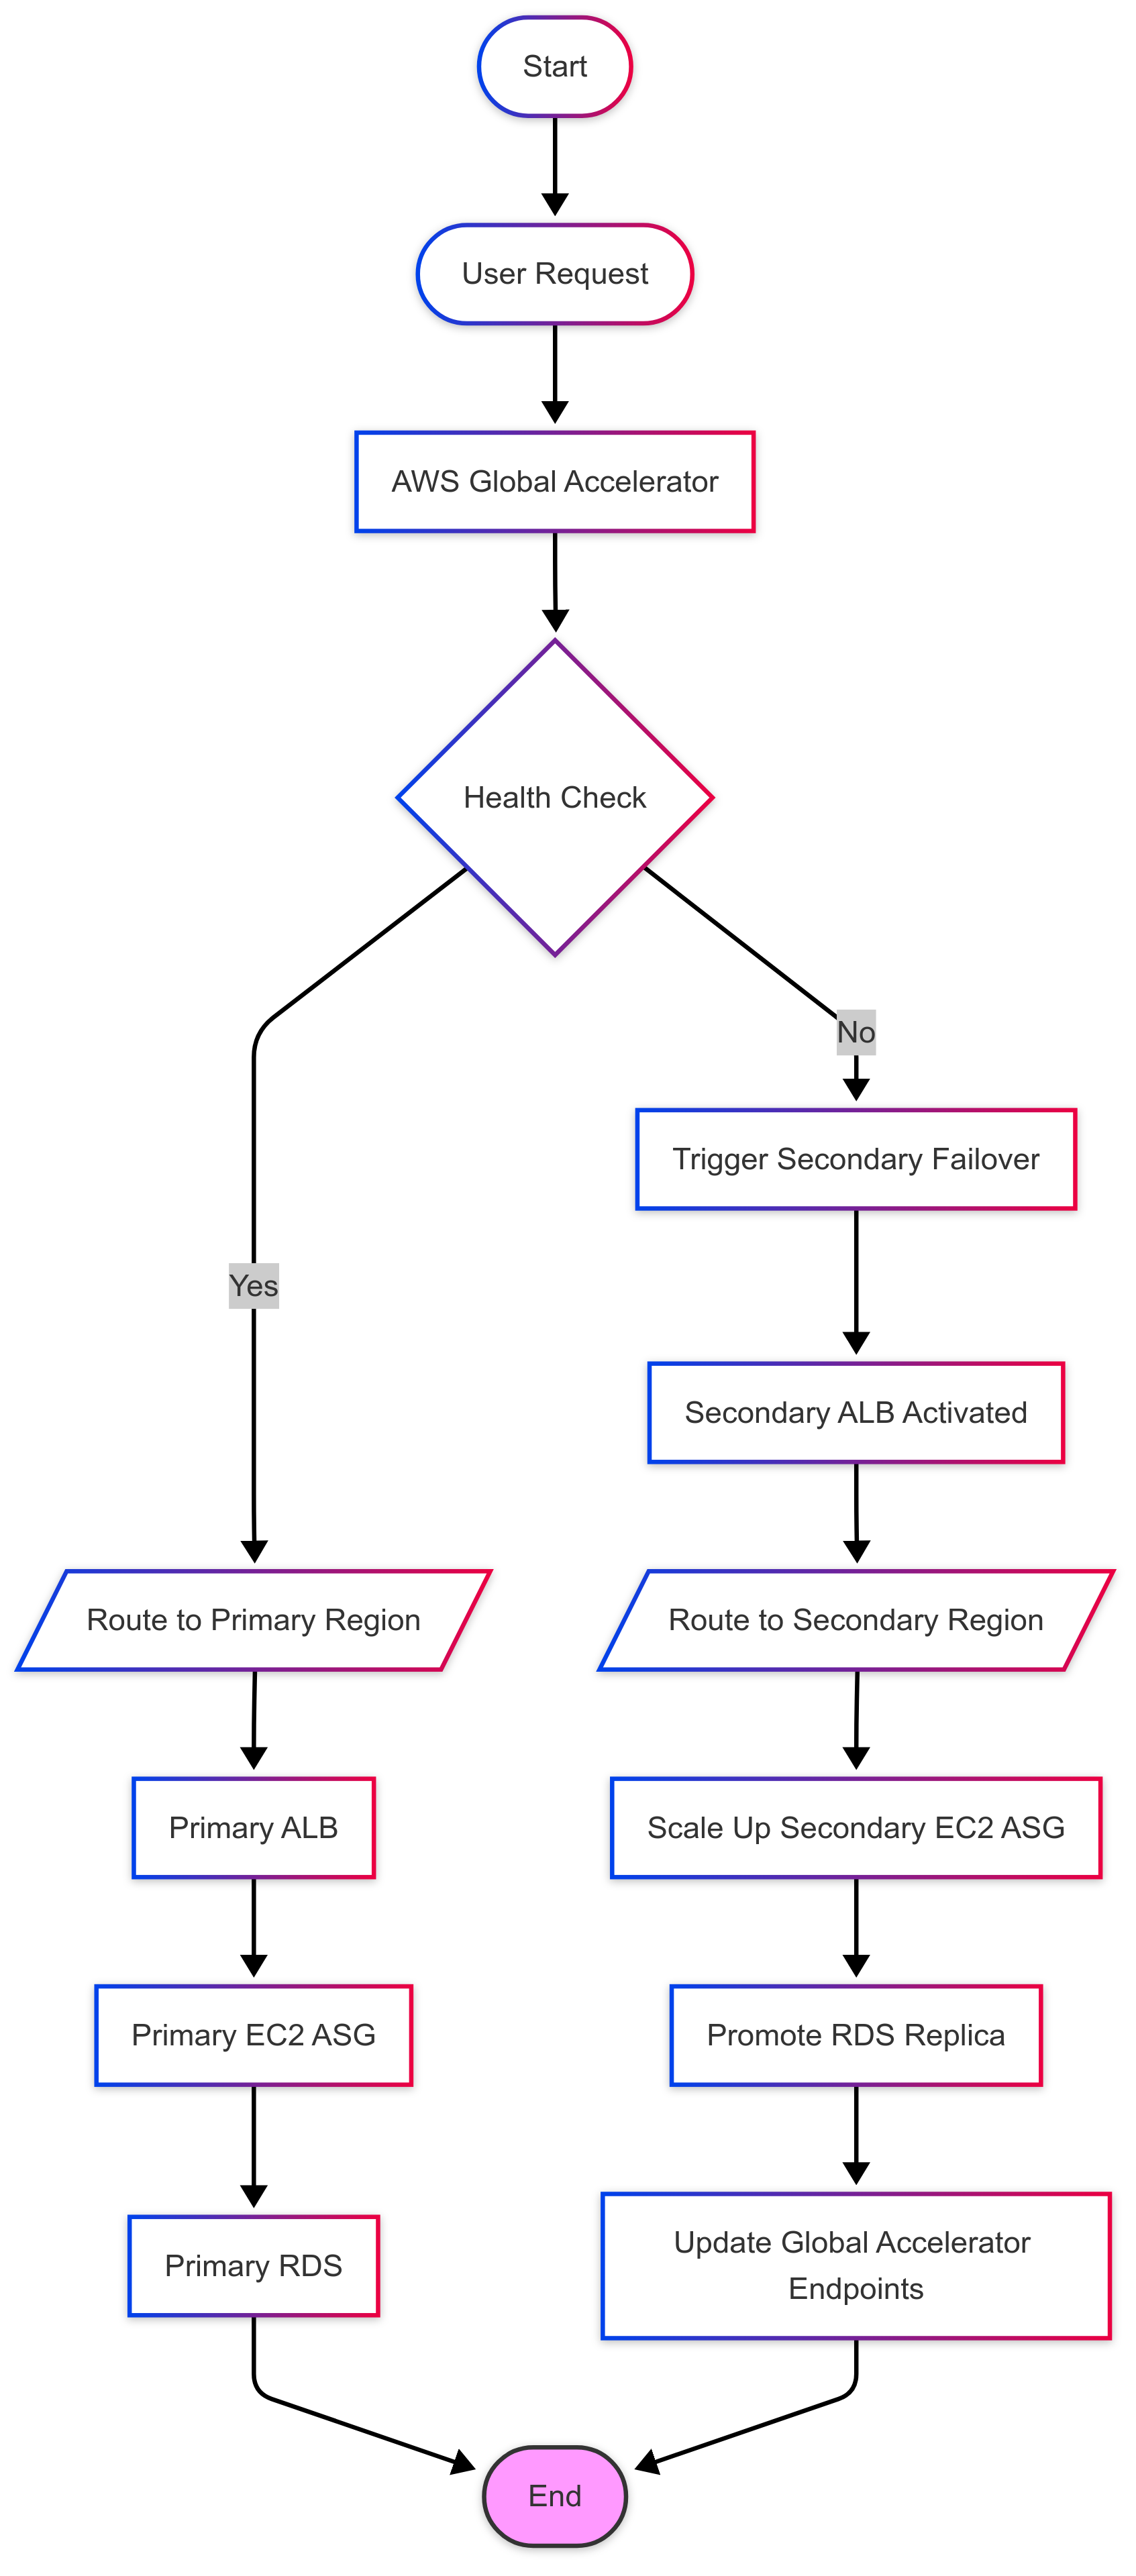 Start
User Request
AWS Global Accelerator
Health Check
No
Trigger Secondary Failover
Yes
Secondary ALB Activated
Route to Primary Region
Route to Secondary Region
Primary ALB
Scale Up Secondary EC2 ASG
Primary EC2 ASG
Promote RDS Replica
Primary RDS
Update Global Accelerator
Endpoints
End